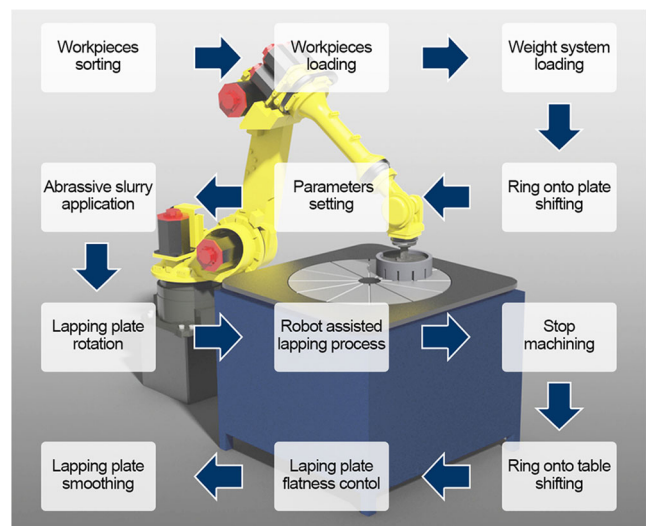 Workpieces
sorting
Workpieces
loading
Weight system
loading
Abrassive slurry
application
Parameters
setting
Ring onto plate
shifting
Lapping plate
rotation
Robot assisted
lapping process
Stop
machining
Lapping plate
smoothing
Laping plate
flatness contol
Ring onto table
shifting